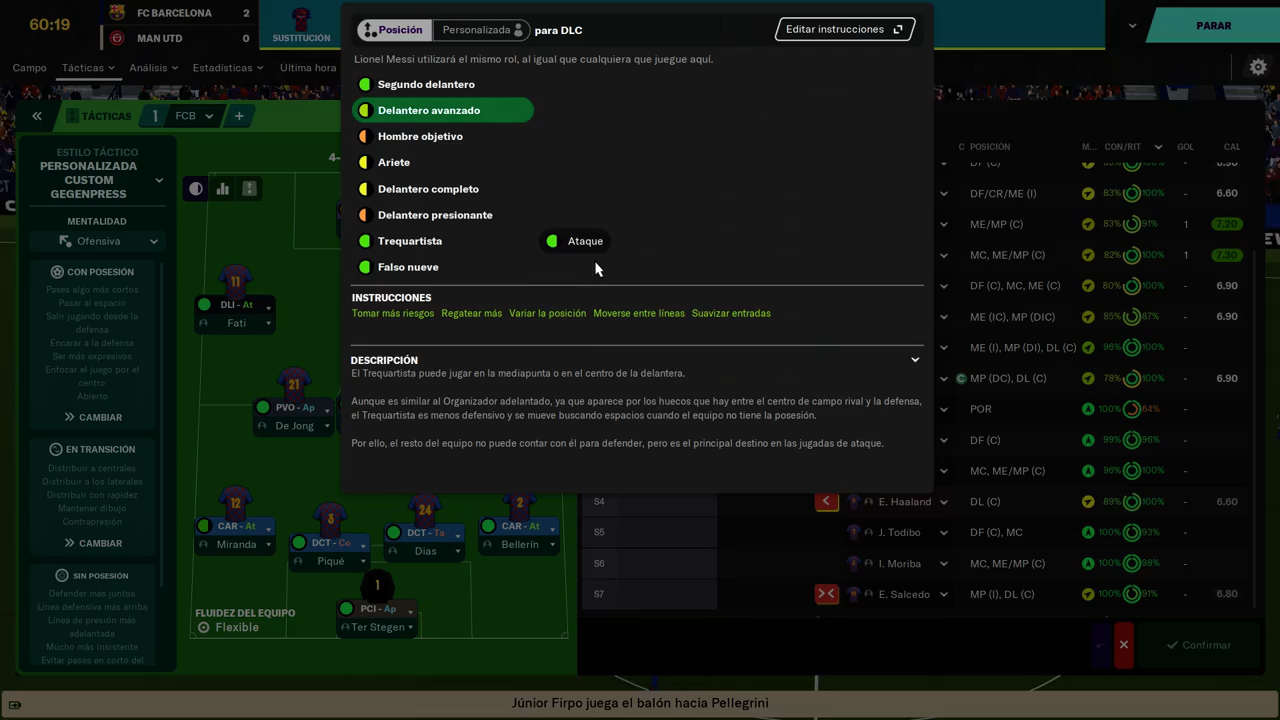 60:19
FC BARCELONA 2
MAN UTD 0
SUSTITUCIÓN
PARAR
Campo Tácticas Análisis Estadísticas Última hora
Posición Personalizada para DLC
Editar instrucciones
Lionel Messi utilizará el mismo rol, al igual que cualquiera que juegue aquí.
Segundo delantero
Delantero avanzado
Hombre objetivo
Ariete
Delantero completo
Delantero presionante
Trequartista Ataque
Falso nueve
INSTRUCCIONES
Tomar más riesgos Regatear más Variar la posición Moverse entre líneas Suavizar entradas
DESCRIPCIÓN
El Trequartista puede jugar en la mediapunta o en el centro de la delantera.
Aunque es similar al Organizador adelantado, ya que aparece por los huecos que hay entre el centro de campo rival y la defensa,
el Trequartista es menos defensivo y se mueve buscando espacios cuando el equipo no tiene la posesión.
Por ello, el resto del equipo no puede contar con él para defender, pero es el principal destino en las jugadas de ataque.
TÁCTICAS 1 FCB
ESTILO TÁCTICO
PERSONALIZADA
CUSTOM
GEGENPRESS
MENTALIDAD
Ofensiva
CON POSESIÓN
Pases algo más cortos
Pasar al espacio
Salir jugando desde la
defensa
Encarar a la defensa
Ser más expresivos
Enfocar el juego por el
centro
Abierto
CAMBIAR
EN TRANSICIÓN
Distribuir a centrales
Distribuir a los laterales
Distribuir con rapidez
Mantener dibujo
Contrapresión
CAMBIAR
SIN POSESIÓN
Defender más juntos
Línea defensiva más arriba
Línea de presión más
adelantada
Mucho más insistente
Evitar pases en corto del
4-
11
DLI - At
Fati
21
PVO - Ap
De Jong
12
CAR - At
Miranda
3
DCT - Co
Piqué
24
DCT - Ta
Dias
2
CAR - At
Bellerín
1
PCI - Ap
Ter Stegen
FLUIDEZ DEL EQUIPO
Flexible
C POSICIÓN M... CON/RIT GOL CAL
DF (C) 83% 100% - 6.90
DF/CR/ME (I) 83% 100% - 6.60
ME/MP (C) 83% 91% 1 7.20
MC, ME/MP (C) 82% 100% 1 7.30
DF (C), MC, ME (C) 80% 100% - 6.90
ME (IC), MP (DIC) 85% 87% - 6.90
ME (I), MP (DI), DL (C) 96% 100% -
C MP (DC), DL (C) 78% 100% - 6.90
POR 100% 64% -
DF (C) 99% 96% -
MC, ME/MP (C) 96% 100% -
S4 E. Haaland DL (C) 89% 100% - 6.60
S5 J. Todibo DF (C), MC 100% 93% -
S6 I. Moriba MC, ME/MP (C) 100% 98% -
S7 E. Salcedo MP (I), DL (C) 100% 91% - 6.80
Confirmar
Júnior Firpo juega el balón hacia Pellegrini